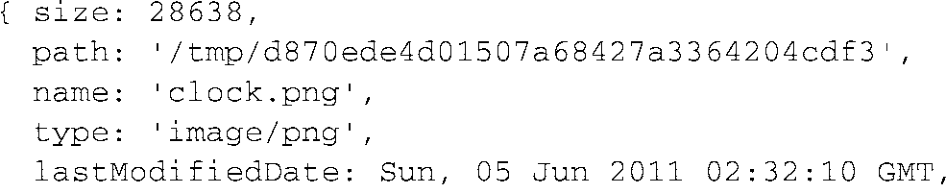 { size: 28638,
path: '/tmp/d870ede4d01507a68427a3364204cdf3',
name: 'clock.png',
type: 'image/png',
lastModifiedDate: Sun, 05 Jun 2011 02:32:10 GMT,